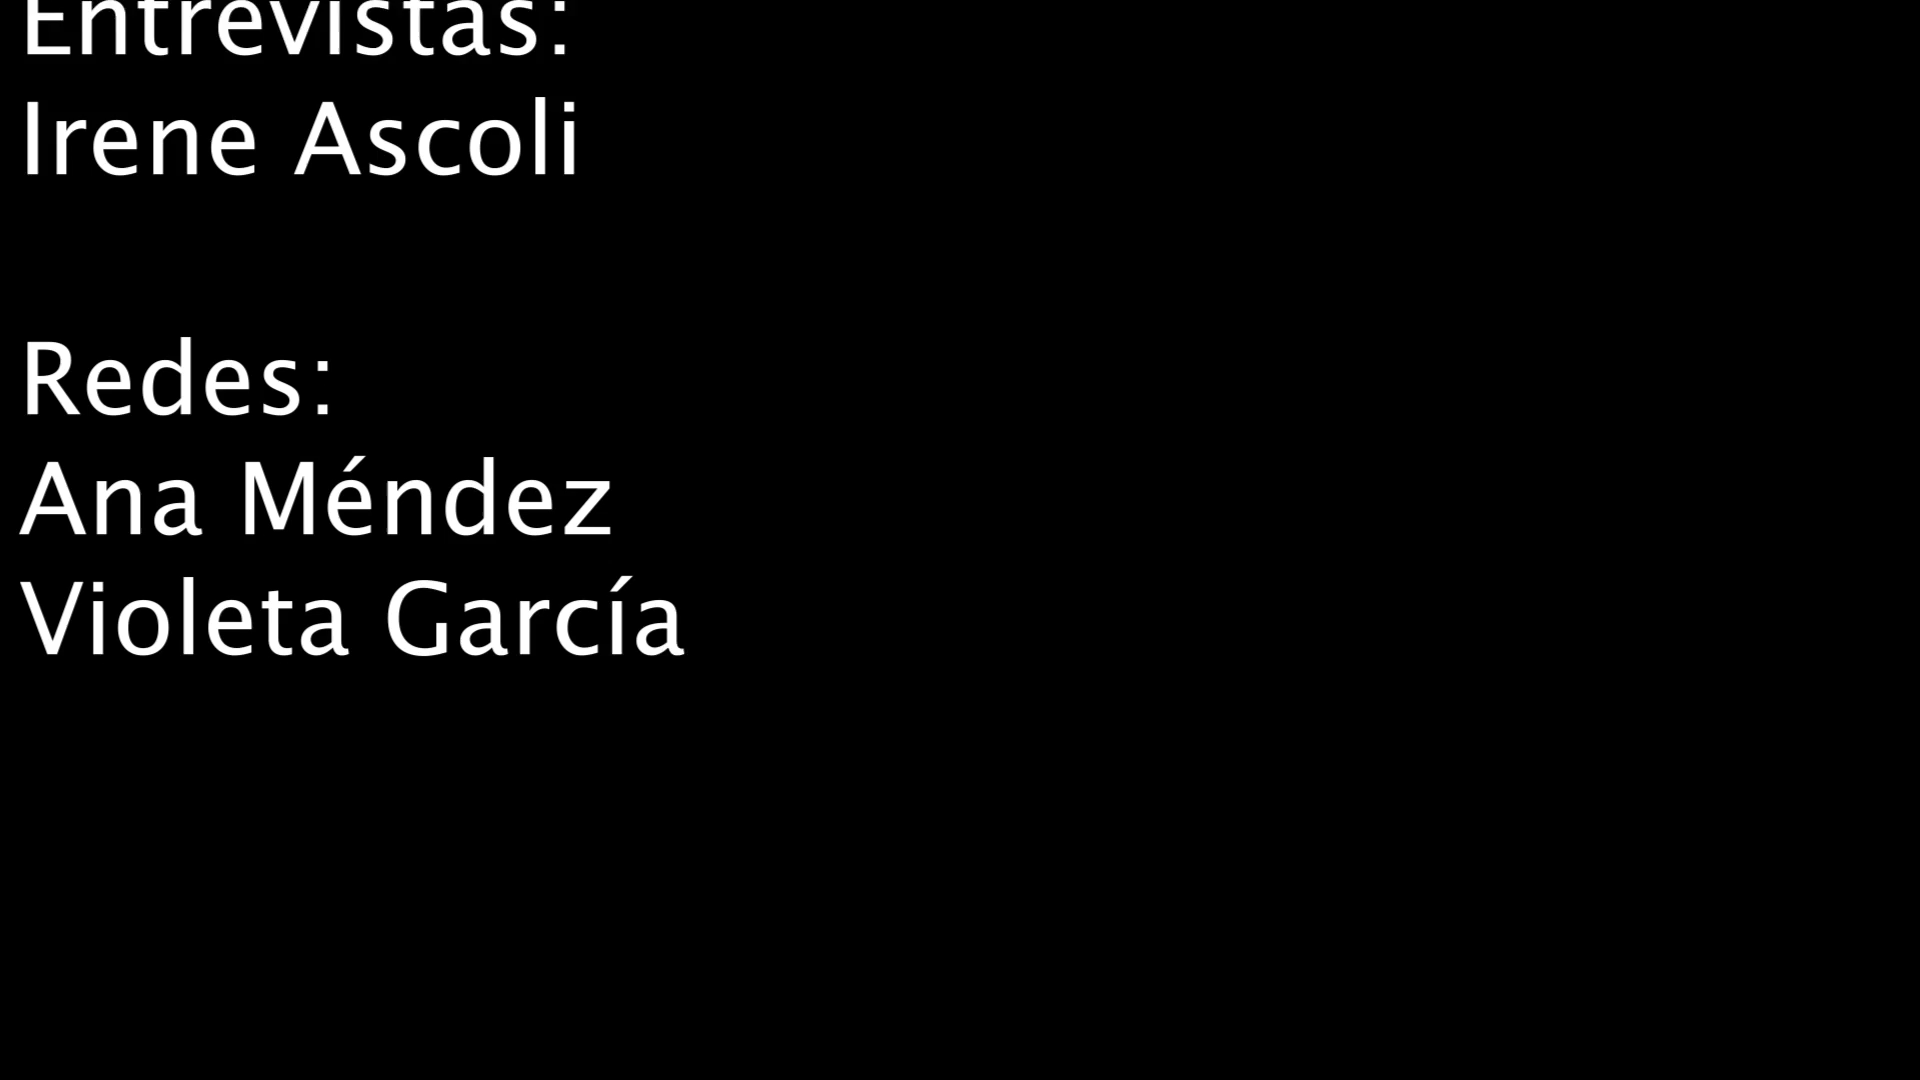 Entrevistas:
Irene Ascoli
Redes:
Ana Méndez
Violeta García